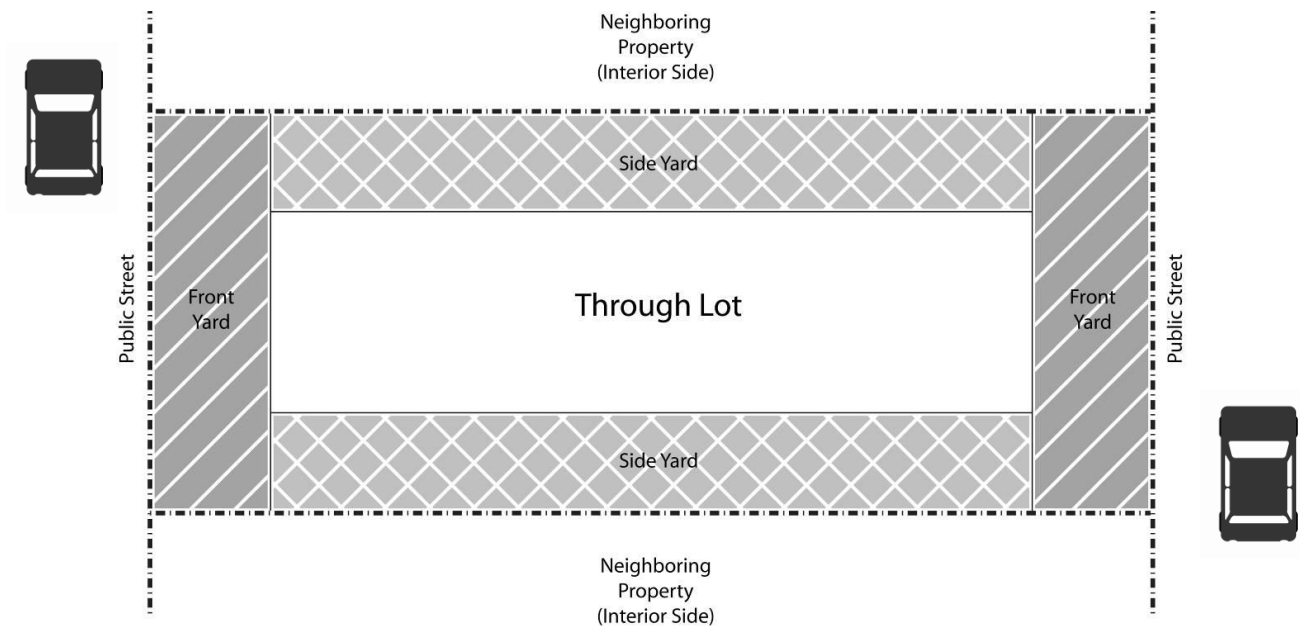 Neighboring
Property
(Interior Side)
Side Yard
Public Street
Front
Yard
Through Lot
Front
Yard
Public Street
Side Yard
Neighboring
Property
(Interior Side)